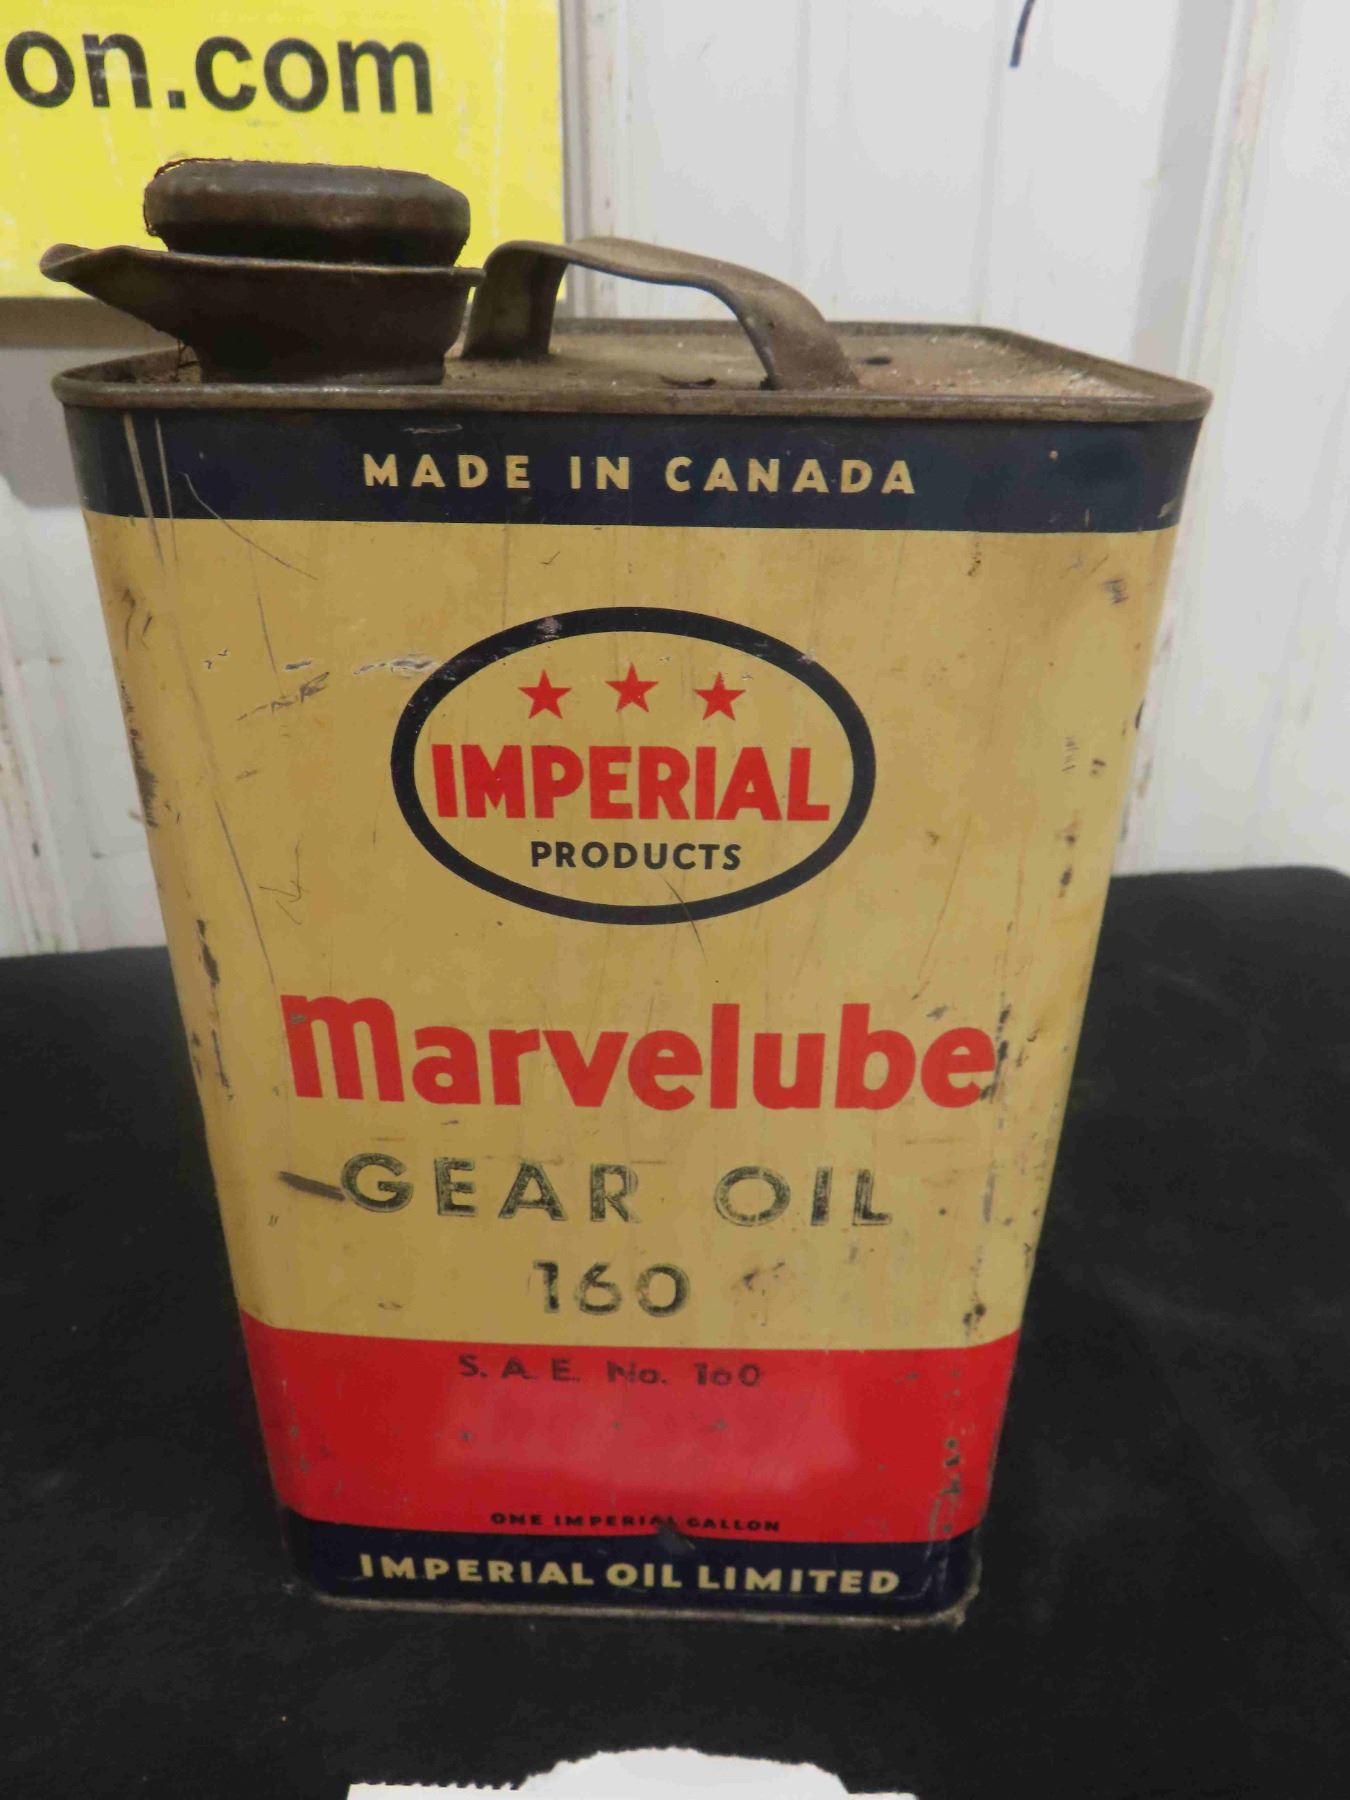 on.com
MADE IN CANADA
IMPERIAL
PRODUCTS
Marvelube
GEAR OIL
160
S. A. E. No. 160
ONE IMPERIAL GALLON
IMPERIAL OIL LIMITED